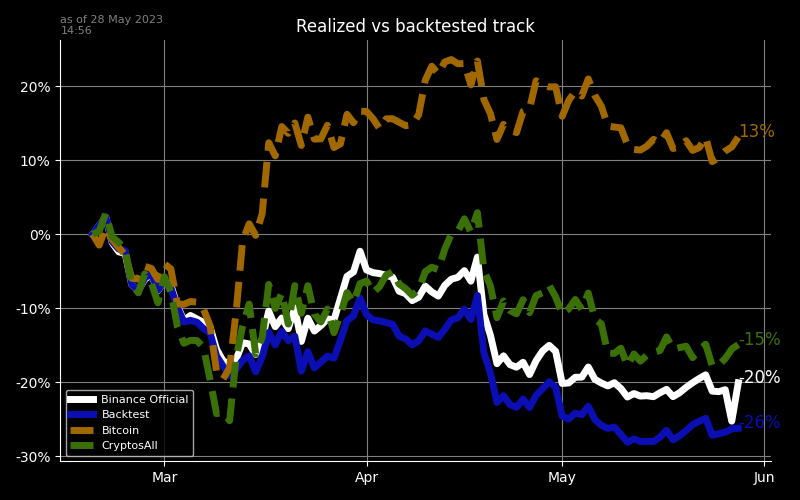 as of 28 May 2023
14:56
Realized vs backtested track
20%
10%
0%
-10%
-20%
-30%
13%
-15%
-20%
-26%
Binance Official
Backtest
Bitcoin
CryptosAll
Mar
Apr
May
Jun